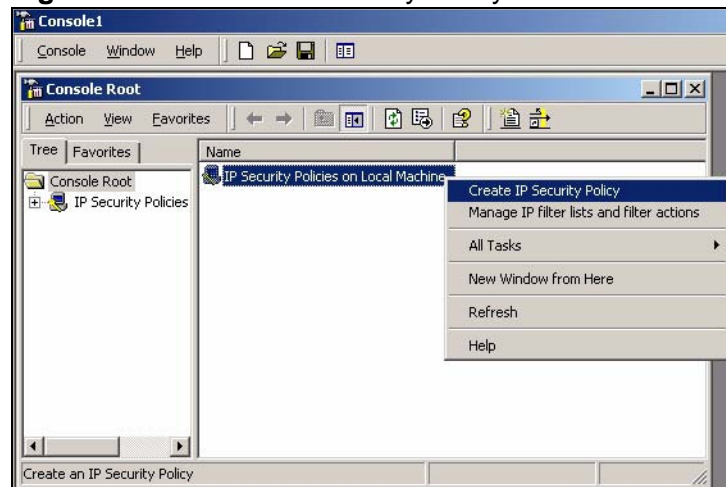 Console1
Console Window Help
Console Root
Action View Favorites
Tree Favorites
Name
Console Root
IP Security Policies
IP Security Policies on Local Machine
Create IP Security Policy
Manage IP filter lists and filter actions
All Tasks
New Window from Here
Refresh
Help
Create an IP Security Policy